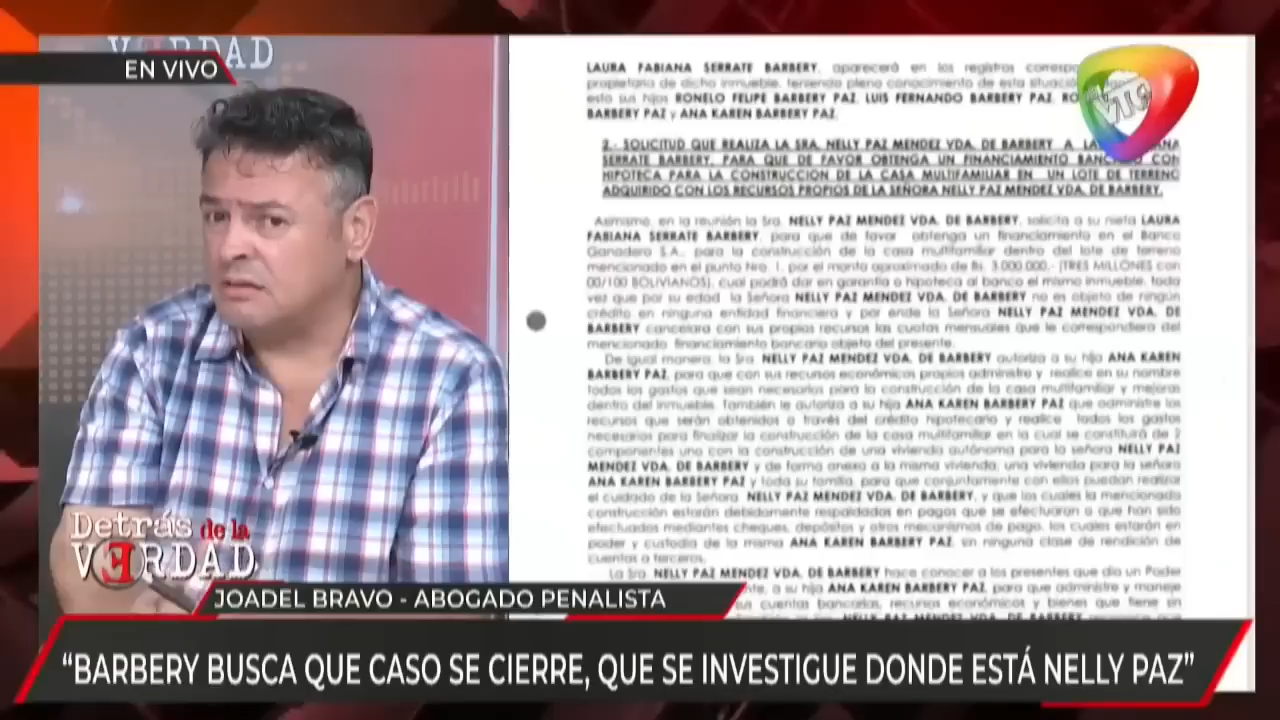 VERDAD
EN VIVO
LAURA FABIANA SERRATE BARBERY, aparecerá en los registros
propietaria de dicho inmueble, teniendo pleno conocimiento de esta
esto sus hijos RONELO FELIPE BARBERY PAZ, LUIS FERNANDO BARBERY PAZ,
BARBERY PAZ y ANA KAREN BARBERY PAZ.
2.- SOLICITUD QUE REALIZA LA SRA. NELLY PAZ MENDEZ VDA. DE BARBERY A
SERRATE BARBERY, PARA QUE DE FAVOR OBTENGA UN FINANCIAMIENTO BANCARIO CON
HIPOTECA PARA LA CONSTRUCCION DE LA CASA MULTIFAMILIAR EN UN LOTE DE TERRENO
ADQUIRIDO CON LOS RECURSOS PROPIOS DE LA SEÑORA NELLY PAZ MENDEZ VDA. DE BARBERY.
Asimismo, en la reunión la Sra. NELLY PAZ MENDEZ VDA. DE BARBERY, solicita a su nieta LAURA
FABIANA SERRATE BARBERY, para que de favor obtenga un financiamiento en el Banco
Ganadero S.A., para la construcción de la casa multifamiliar dentro del lote de terreno
mencionado en el punto Nro. 1, por el monto aproximado de Bs. 3.000.000.- (TRES MILLONES con
00/100 BOLIVIANOS), cual podrá dar en garantía o hipoteca al banco el mismo inmueble, toda
vez que por su edad la Señora NELLY PAZ MENDEZ VDA. DE BARBERY no es objeto de ningún
crédito en ninguna entidad financiera y por ende la Señora NELLY PAZ MENDEZ VDA. DE
BARBERY cancelara con sus propios recursos las cuotas mensuales que le correspondiera del
mencionado financiamiento bancario objeto del presente.
De igual manera, la Sra. NELLY PAZ MENDEZ VDA. DE BARBERY autoriza a su hija ANA KAREN
BARBERY PAZ, para que con sus recursos económicos propios administre y realice en su nombre
todos los gastos que sean necesarios para la construcción de la casa multifamiliar y mejoras
dentro del inmueble. También le autoriza a su hija ANA KAREN BARBERY PAZ que administre los
recursos que serán obtenidos a través del crédito hipotecario y realice todos los gastos
necesarios para finalizar la construcción de la casa multifamiliar en la cual se constituirá de 2
componentes uno con la construcción de una vivienda autónoma para la señora NELLY PAZ
MENDEZ VDA. DE BARBERY y de forma anexa a la misma vivienda, una vivienda para la señora
ANA KAREN BARBERY PAZ y toda su familia, para que conjuntamente con ellos puedan realizar
el cuidado de la Señora NELLY PAZ MENDEZ VDA. DE BARBERY, y que los cuales la mencionada
construcción estarán debidamente respaldados en pagos que se efectuaran o que han sido
efectuados mediantes cheques, depósitos y otros mecanismos de pago, los cuales estarán en
poder y custodia de la misma ANA KAREN BARBERY PAZ, sin ninguna clase de rendición de
cuentas a terceros.
La Sra. NELLY PAZ MENDEZ VDA. DE BARBERY hace conocer a los presentes que dio un Poder
a su hija ANA KAREN BARBERY PAZ, para que administre y maneje
sus cuentas bancarias, recursos económicos y bienes que tiene en
Detrás de la
VERDAD
JOADEL BRAVO - ABOGADO PENALISTA
“BARBERY BUSCA QUE CASO SE CIERRE, QUE SE INVESTIGUE DONDE ESTÁ NELLY PAZ”